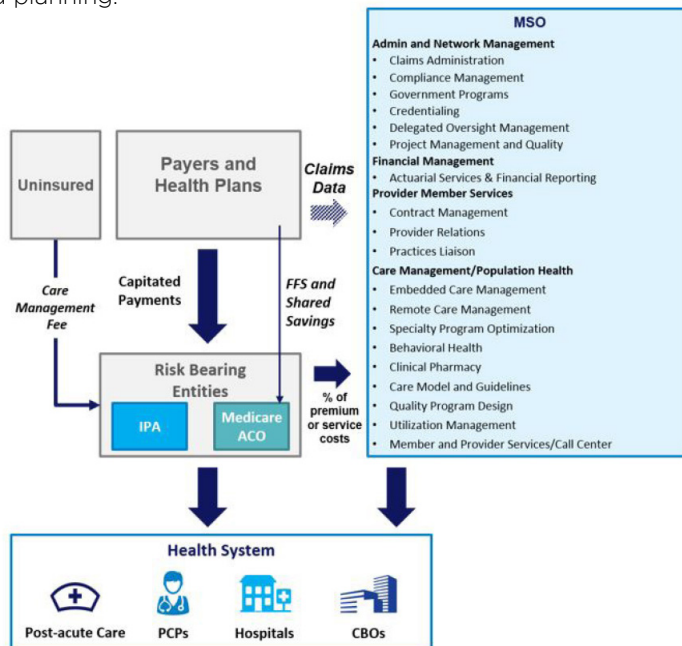 planning.
MSO
Admin and Network Management
• Claims Administration
• Compliance Management
• Government Programs
• Credentialing
• Delegated Oversight Management
• Project Management and Quality
Financial Management
• Actuarial Services & Financial Reporting
Provider Member Services
• Contract Management
• Provider Relations
• Practices Liaison
Care Management/Population Health
• Embedded Care Management
• Remote Care Management
• Specialty Program Optimization
• Behavioral Health
• Clinical Pharmacy
• Care Model and Guidelines
• Quality Program Design
• Utilization Management
• Member and Provider Services/Call Center
Uninsured
Payers and
Health Plans
Claims
Data
Care
Management
Fee
Capitated
Payments
FFS and
Shared
Savings
Risk Bearing
Entities
IPA
Medicare
ACO
% of
premium
or service
costs
Health System
Post-acute Care
PCPs
Hospitals
CBOs